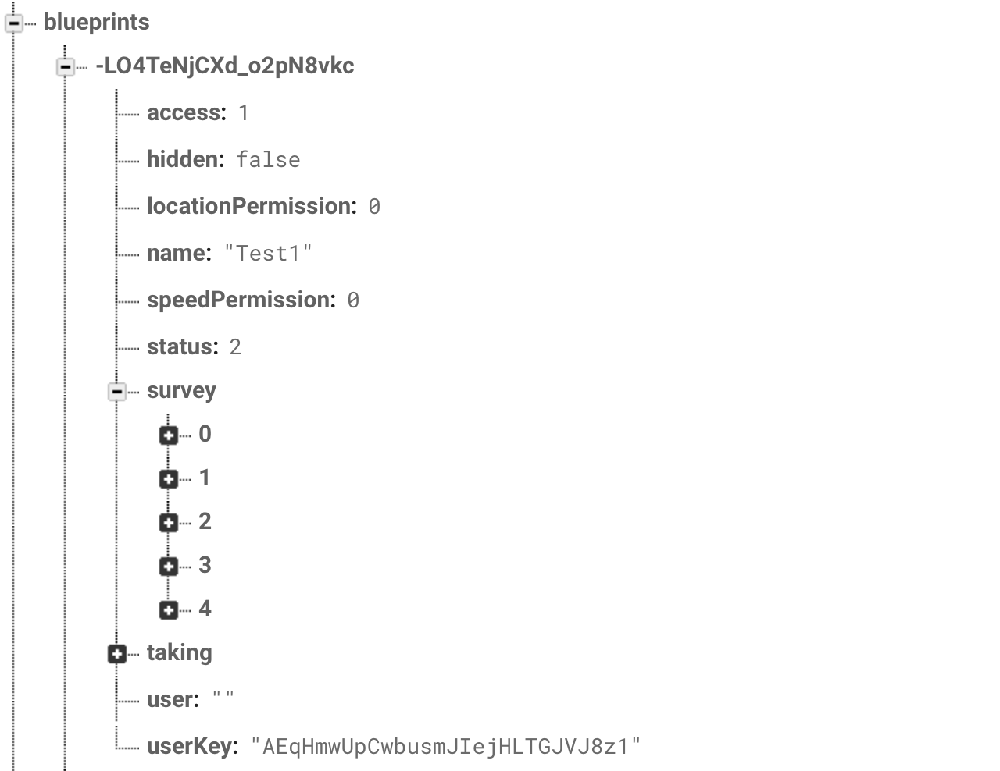 blueprints
-LO4TeNjCXd_o2pN8vkc
access: 1
hidden: false
locationPermission: 0
name: "Test1"
speedPermission: 0
status: 2
survey
0
1
2
3
4
taking
user: ""
userKey: "AEqHmwUpCwbusmJIejHLTGJVJ8z1"